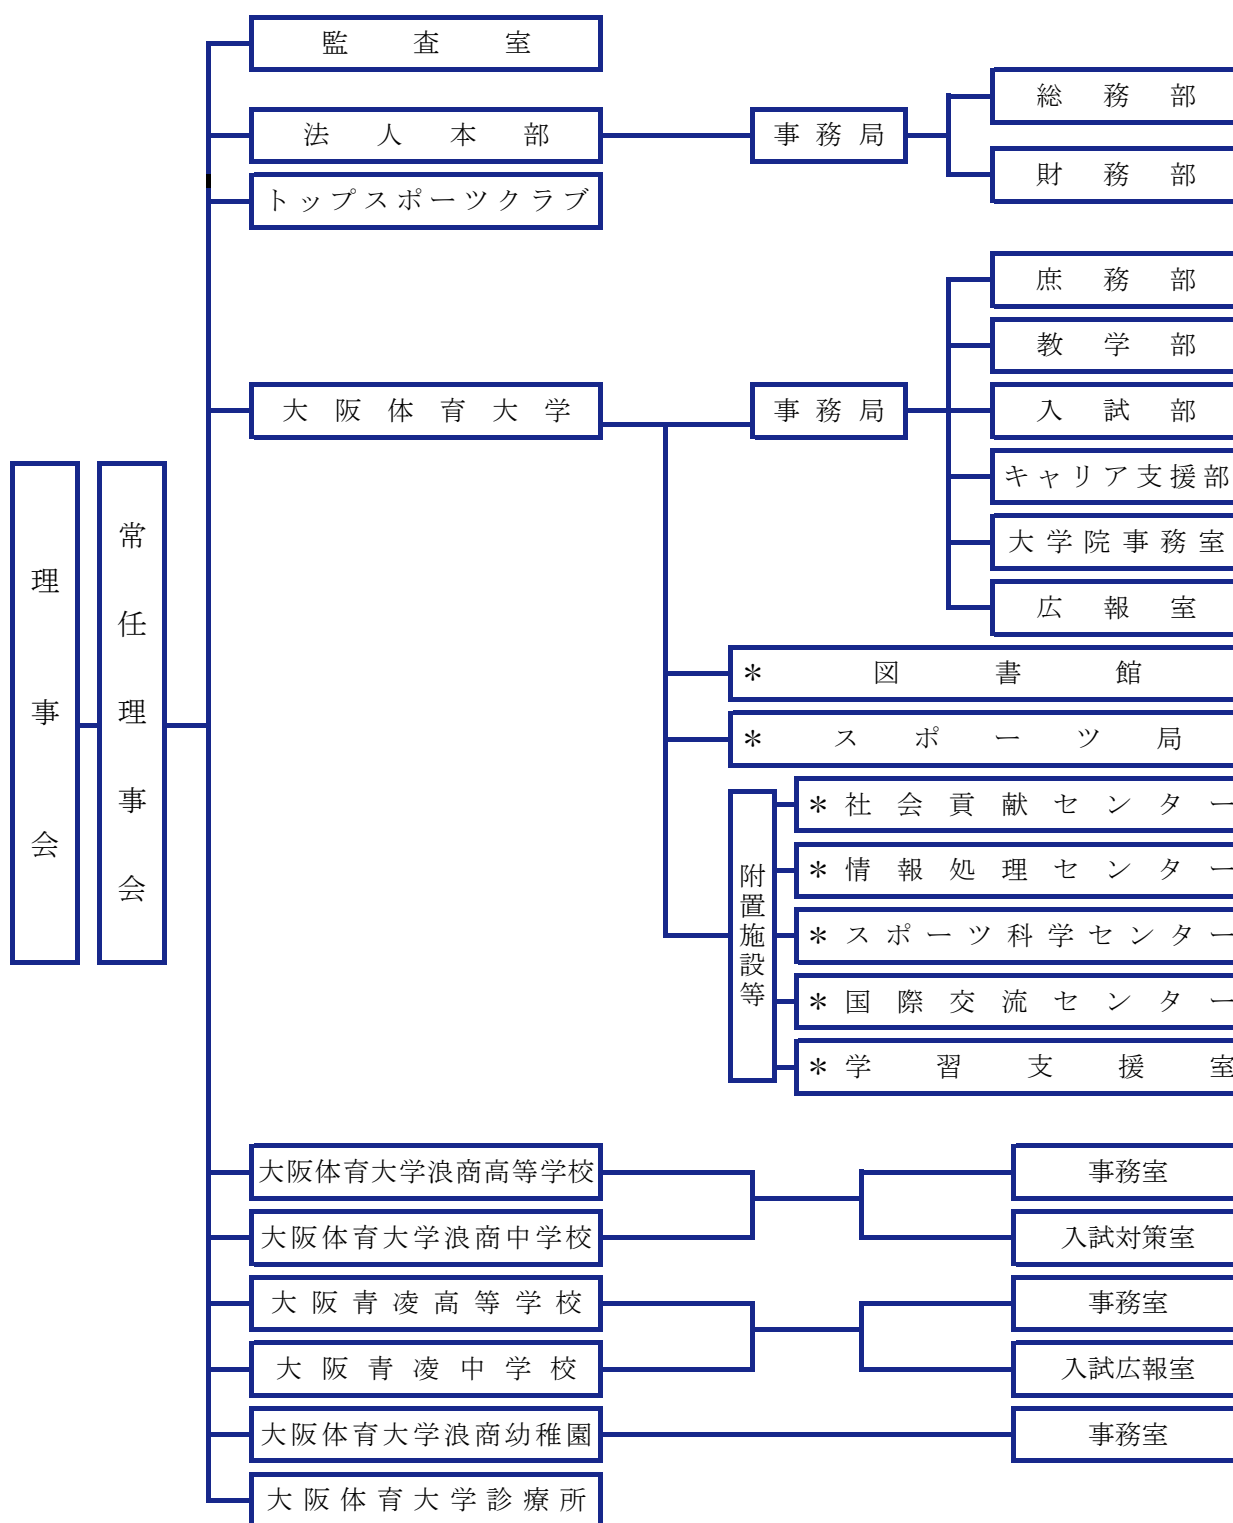 監査室
総務部
法人本部
事務局
財務部
トップスポーツクラブ
庶務部
教学部
大阪体育大学
事務局
入試部
キャリア支援部
大学院事務室
広報室
理事会
常任理事会
＊図書館
＊スポーツ局
附置施設等
＊社会貢献センター
＊情報処理センター
＊スポーツ科学センター
＊国際交流センター
＊学習支援室
大阪体育大学浪商高等学校
事務室
大阪体育大学浪商中学校
入試対策室
大阪青凌高等学校
事務室
大阪青凌中学校
入試広報室
大阪体育大学浪商幼稚園
事務室
大阪体育大学診療所